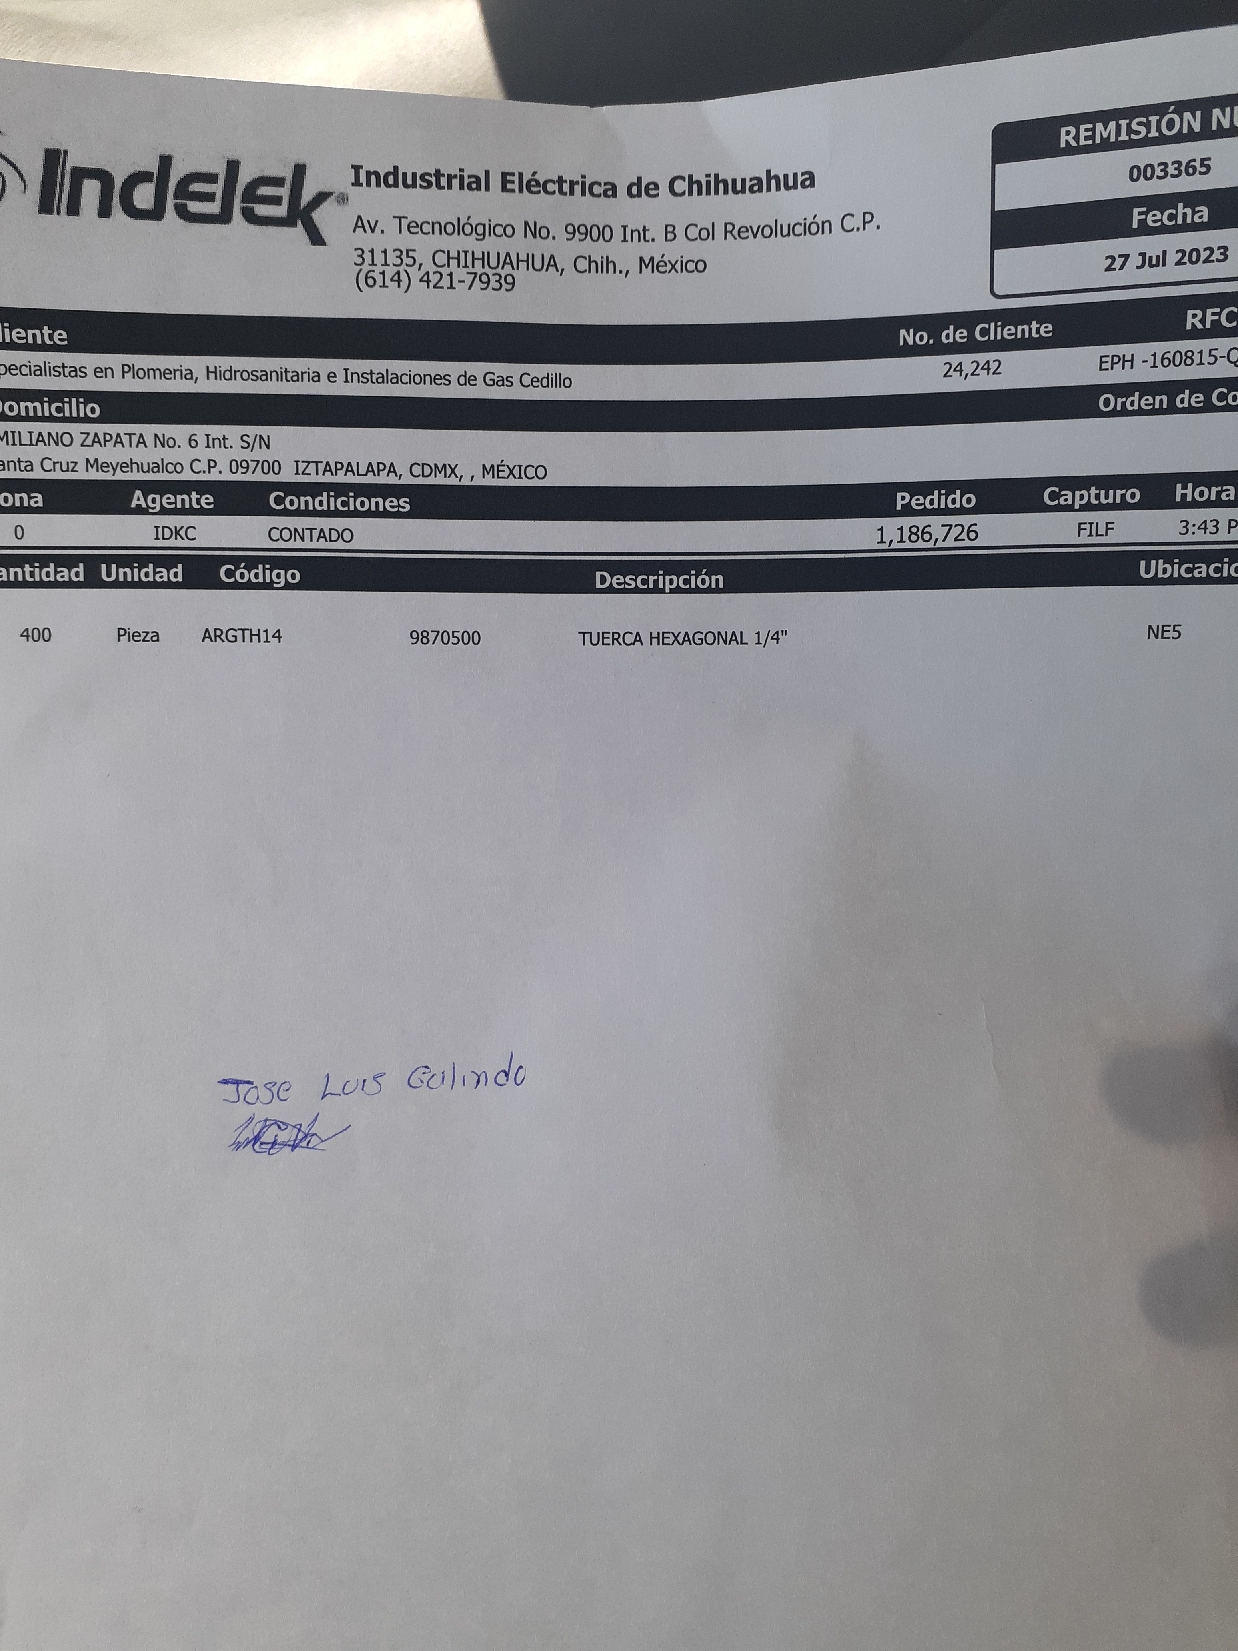 Indelek®
Industrial Eléctrica de Chihuahua
Av. Tecnológico No. 9900 Int. B Col Revolución C.P.
31135, CHIHUAHUA, Chih., México
(614) 421-7939
REMISIÓN NU
003365
Fecha
27 Jul 2023
liente No. de Cliente RFC
pecialistas en Plomeria, Hidrosanitaria e Instalaciones de Gas Cedillo 24,242 EPH -160815-Q
Domicilio Orden de Co
MILIANO ZAPATA No. 6 Int. S/N
anta Cruz Meyehualco C.P. 09700 IZTAPALAPA, CDMX, , MÉXICO
ona Agente Condiciones Pedido Capturo Hora
0 IDKC CONTADO 1,186,726 FILF 3:43 P
antidad Unidad Código Descripción Ubicacio
400 Pieza ARGTH14 9870500 TUERCA HEXAGONAL 1/4" NE5
Jose Luis Galindo